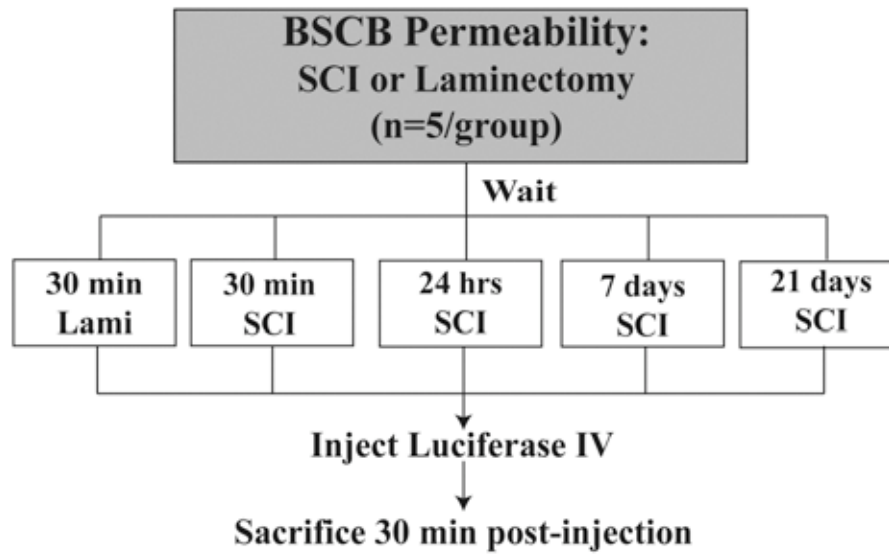 BSCB Permeability:
SCI or Laminectomy
(n=5/group)
Wait
30 min
Lami
30 min
SCI
24 hrs
SCI
7 days
SCI
21 days
SCI
Inject Luciferase IV
Sacrifice 30 min post-injection